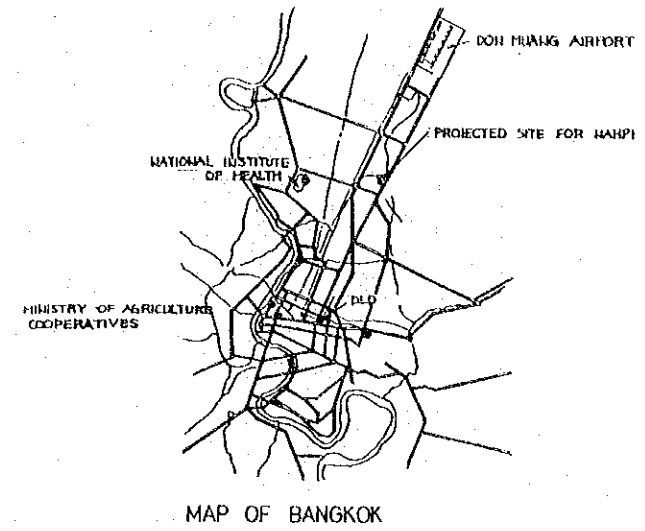 DON MUANG AIRPORT
PROJECTED SITE FOR NAHPI
NATIONAL INSTITUTE
OF HEALTH
DLD
MINISTRY OF AGRICULTURE
COOPERATIVES
MAP OF BANGKOK